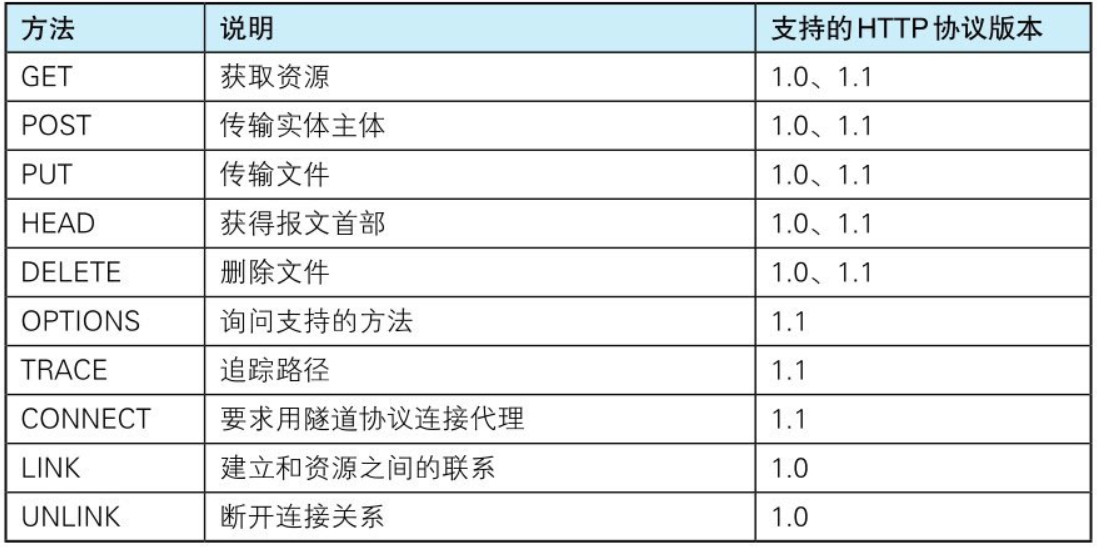 方法 说明 支持的HTTP协议版本
GET 获取资源 1.0、1.1
POST 传输实体主体 1.0、1.1
PUT 传输文件 1.0、1.1
HEAD 获得报文首部 1.0、1.1
DELETE 删除文件 1.0、1.1
OPTIONS 询问支持的方法 1.1
TRACE 追踪路径 1.1
CONNECT 要求用隧道协议连接代理 1.1
LINK 建立和资源之间的联系 1.0
UNLINK 断开连接关系 1.0